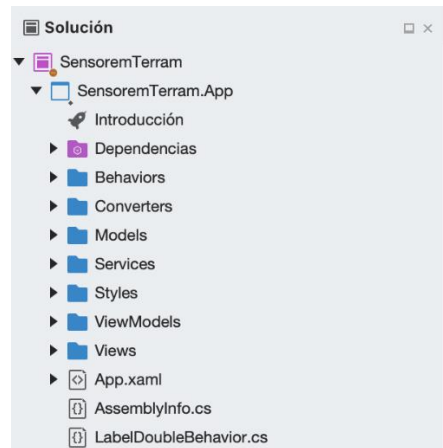 Solución
SensoremTerram
SensoremTerram.App
Introducción
Dependencias
Behaviors
Converters
Models
Services
Styles
ViewModels
Views
App.xaml
AssemblyInfo.cs
LabelDoubleBehavior.cs